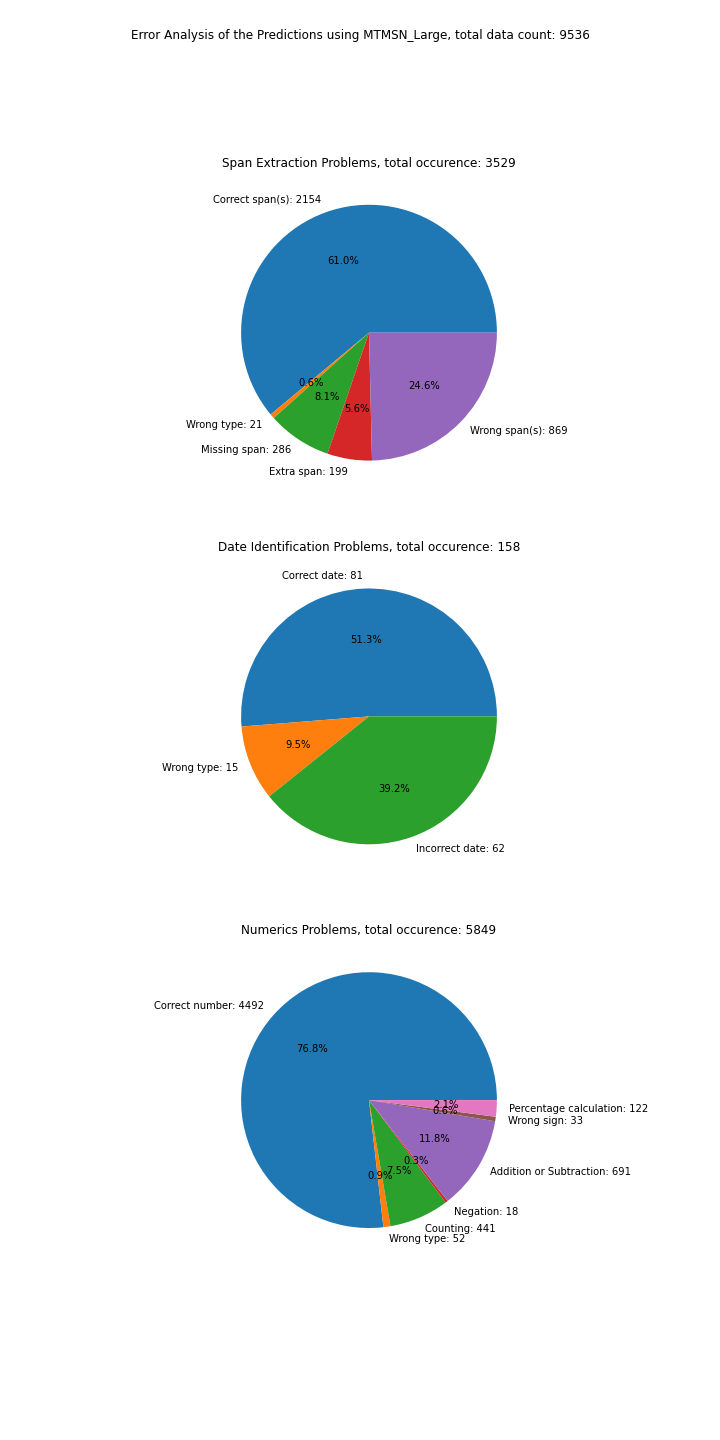 Error Analysis of the Predictions using MTMSN_Large, total data count: 9536
Span Extraction Problems, total occurence: 3529
Correct span(s): 2154
61.0%
0.6%
8.1%
5.6%
24.6%
Wrong type: 21
Missing span: 286
Extra span: 199
Wrong span(s): 869
Date Identification Problems, total occurence: 158
Correct date: 81
51.3%
9.5%
Wrong type: 15
39.2%
Incorrect date: 62
Numerics Problems, total occurence: 5849
Correct number: 4492
76.8%
2.1%
0.6%
Percentage calculation: 122
Wrong sign: 33
11.8%
0.3%
7.5%
0.9%
Addition or Subtraction: 691
Negation: 18
Counting: 441
Wrong type: 52